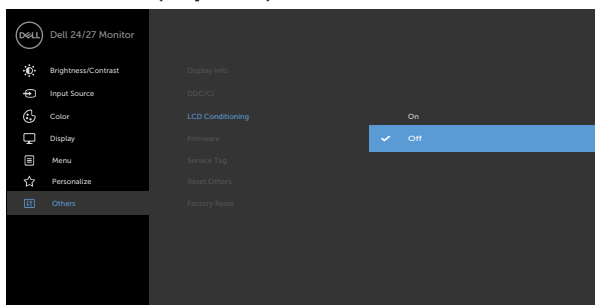 DELL
Dell 24/27 Monitor
Brightness/Contrast
Display Info
Input Source
DDC/CI
Color
LCD Conditioning
On
Display
Firmware
Off
Menu
Service Tag
Personalize
Reset Others
Others
Factory Reset